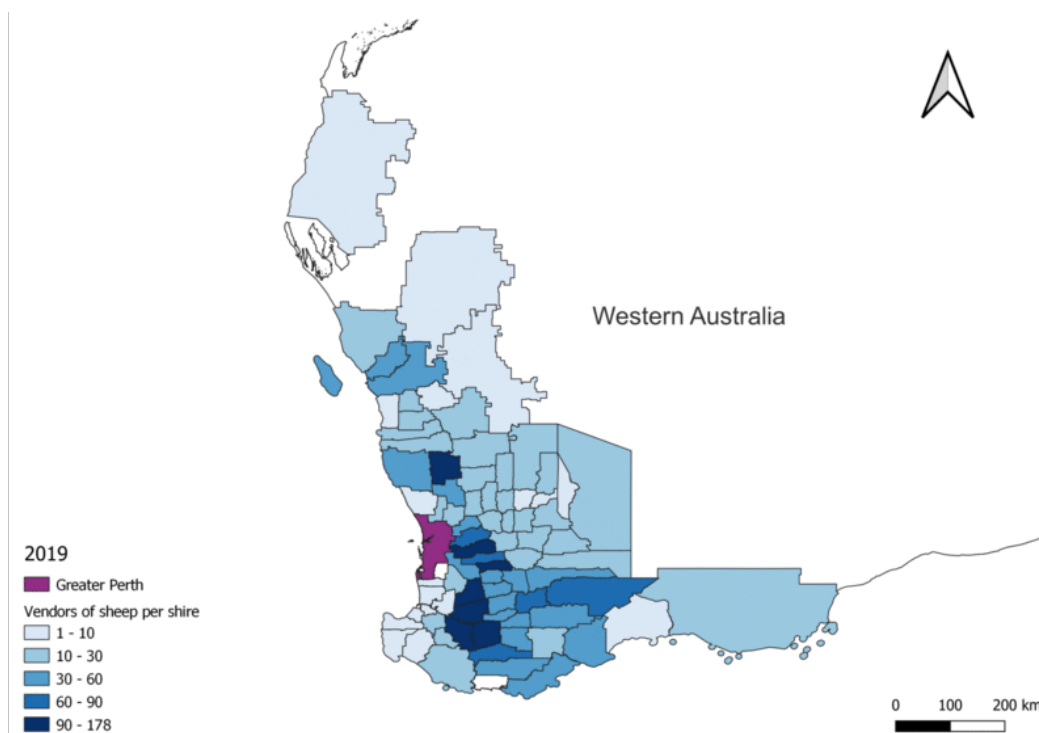 Western Australia
2019
Greater Perth
Vendors of sheep per shire
1 - 10
10 - 30
30 - 60
60 - 90
90 - 178
0 100 200 km